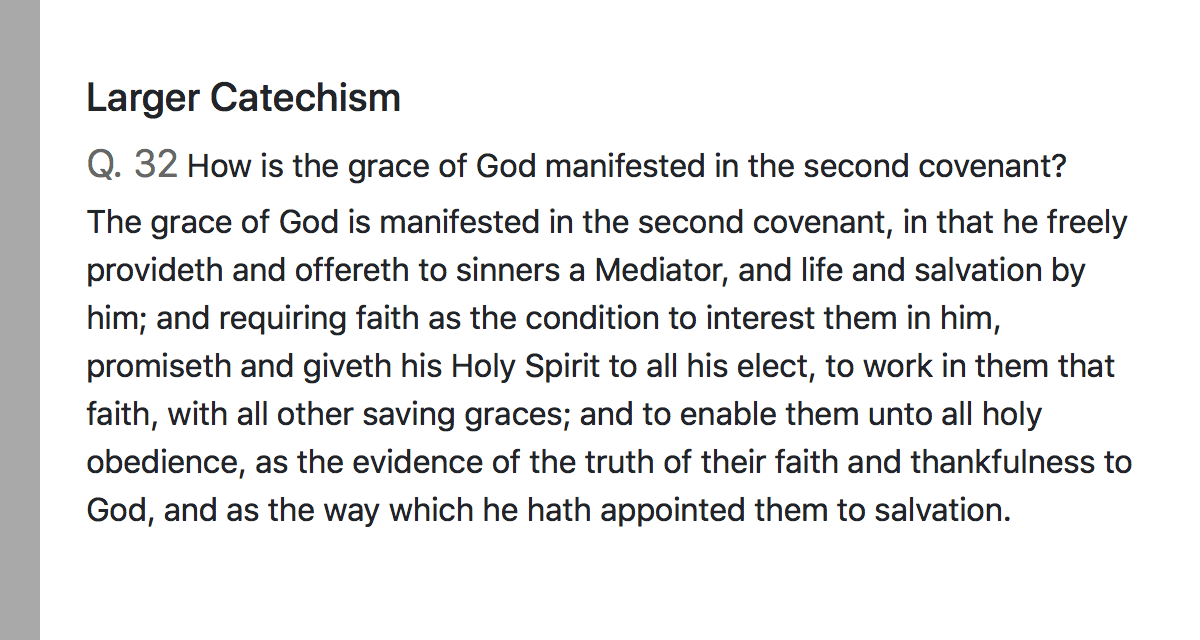 Larger Catechism
Q. 32 How is the grace of God manifested in the second covenant?
The grace of God is manifested in the second covenant, in that he freely
provideth and offereth to sinners a Mediator, and life and salvation by
him; and requiring faith as the condition to interest them in him,
promiseth and giveth his Holy Spirit to all his elect, to work in them that
faith, with all other saving graces; and to enable them unto all holy
obedience, as the evidence of the truth of their faith and thankfulness to
God, and as the way which he hath appointed them to salvation.